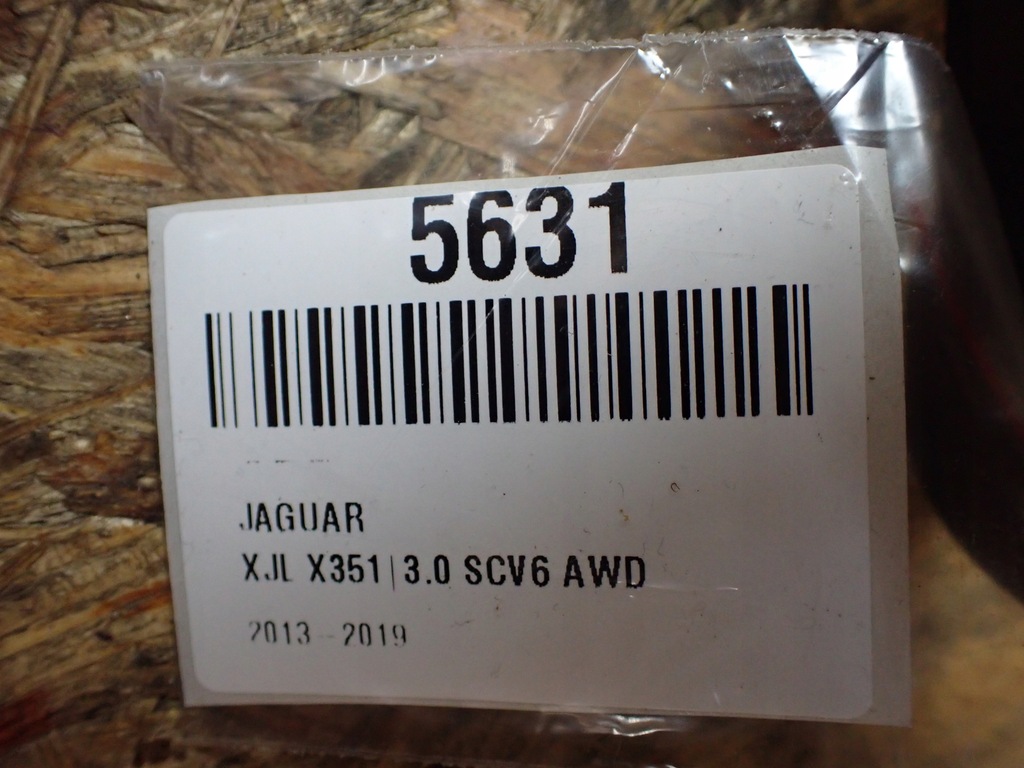 5631
JAGUAR
XJL X351 | 3.0 SCV6 AWD
2013 - 2019